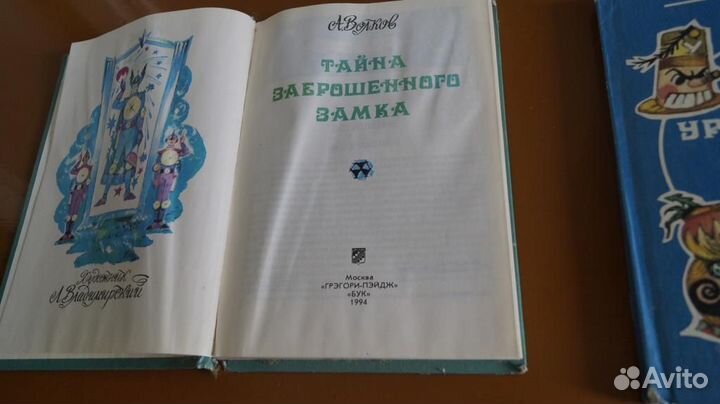 Художник
Л. Владимирский
А. Волков
ТАЙНА
ЗАБРОШЕННОГО
ЗАМКА
Москва
«ГРЭГОРИ-ПЭЙДЖ»
«БУК»
1994
УР
Avito